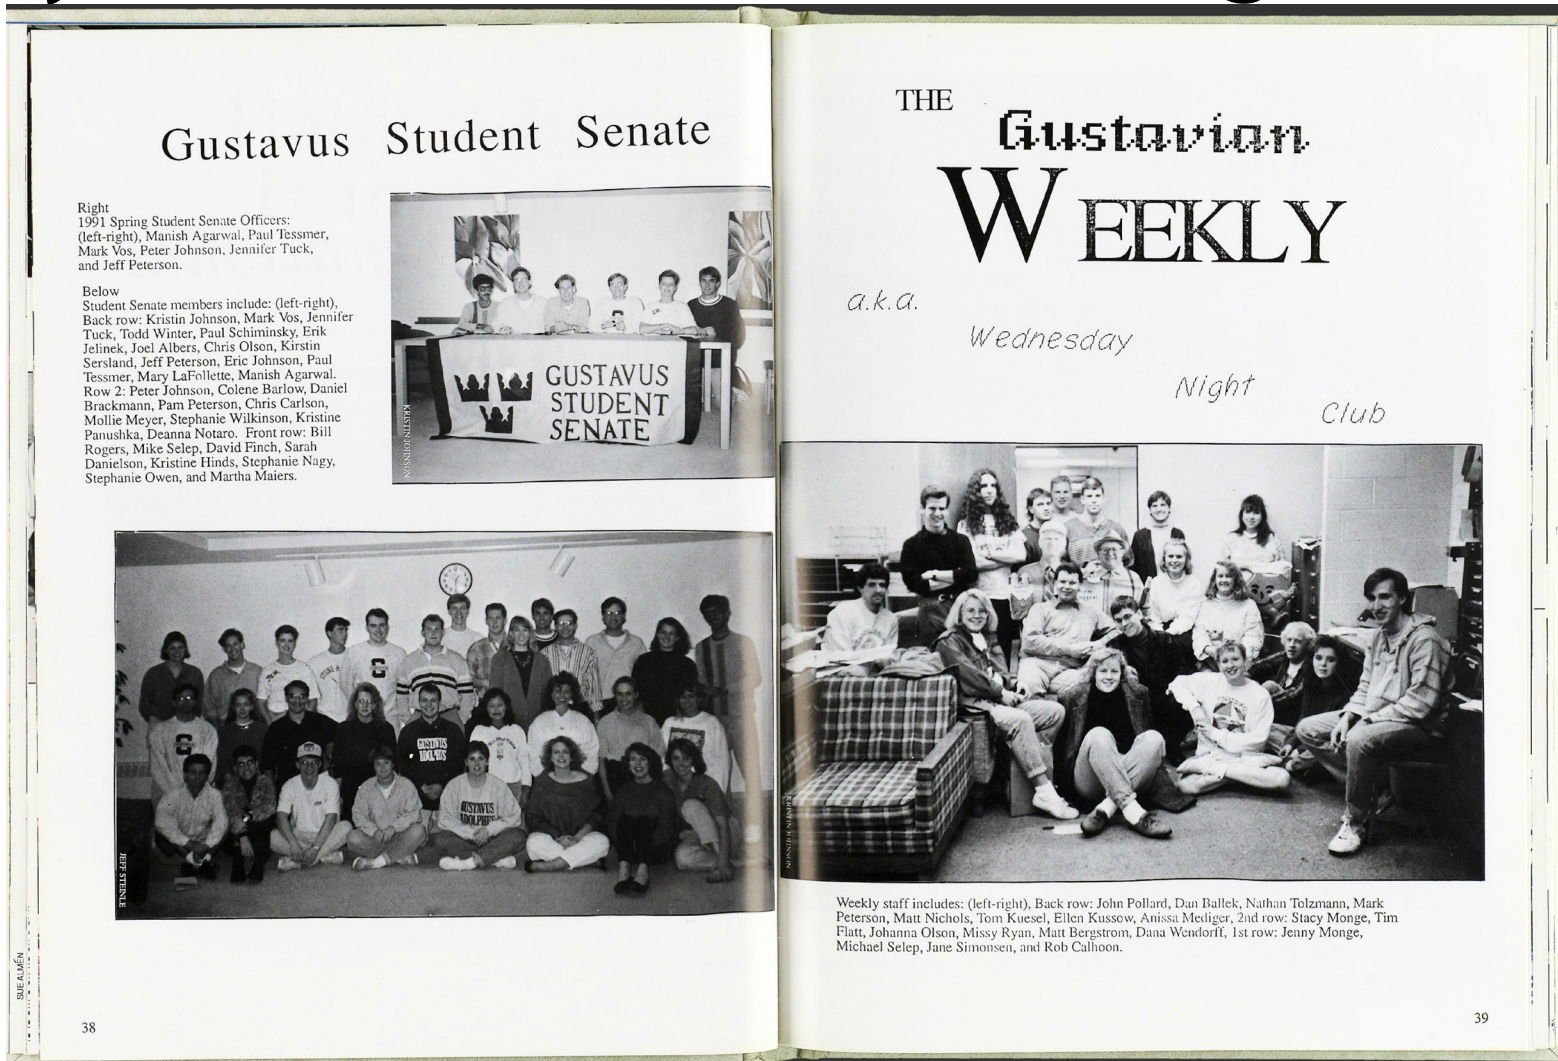 Gustavus Student Senate
Right
1991 Spring Student Senate Officers:
(left-right), Manish Agarwal, Paul Tessmer,
Mark Vos, Peter Johnson, Jennifer Tuck,
and Jeff Peterson.
Below
Student Senate members include: (left-right),
Back row: Kristin Johnson, Mark Vos, Jennifer
Tuck, Todd Winter, Paul Schiminsky, Erik
Jelinek, Joel Albers, Chris Olson, Kirstin
Sersland, Jeff Peterson, Eric Johnson, Paul
Tessmer, Mary LaFollette, Manish Agarwal.
Row 2: Peter Johnson, Colene Barlow, Daniel
Brackmann, Pam Peterson, Chris Carlson,
Mollie Meyer, Stephanie Wilkinson, Kristine
Panushka, Deanna Notaro. Front row: Bill
Rogers, Mike Selep, David Finch, Sarah
Danielson, Kristine Hinds, Stephanie Nagy,
Stephanie Owen, and Martha Maiers.
GUSTAVUS
STUDENT
SENATE
KRISTIN JOHNSON
GUSTAVUS
ADOLPHUS
GUSTAVUS
ADOLPHUS
JEFF STEINLE
SUE ALMÉN
38
THE
Gustavian
WEEKLY
a.k.a.
Wednesday
Night
Club
KRISTIN JOHNSON
Weekly staff includes: (left-right), Back row: John Pollard, Dan Ballek, Nathan Tolzmann, Mark
Peterson, Matt Nichols, Tom Kuesel, Ellen Kussow, Anissa Mediger, 2nd row: Stacy Monge, Tim
Flatt, Johanna Olson, Missy Ryan, Matt Bergstrom, Dana Wendorff, 1st row: Jenny Monge,
Michael Selep, Jane Simonsen, and Rob Calhoon.
39